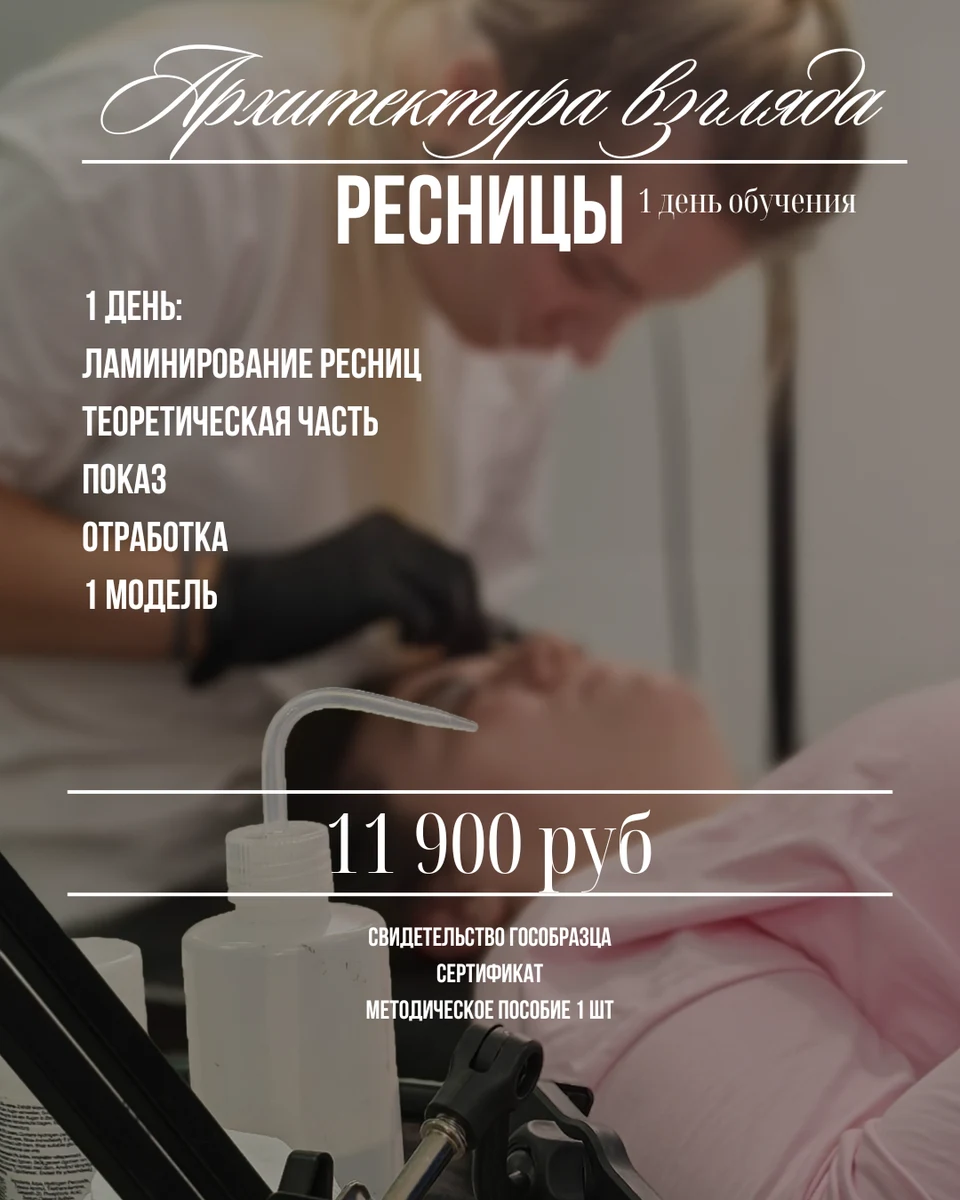 Архитектура взгляда
РЕСНИЦЫ 1 день обучения
1 ДЕНЬ:
ЛАМИНИРОВАНИЕ РЕСНИЦ
ТЕОРЕТИЧЕСКАЯ ЧАСТЬ
ПОКАЗ
ОТРАБОТКА
1 МОДЕЛЬ
11 900 руб
СВИДЕТЕЛЬСТВО ГОСОБРАЗЦА
СЕРТИФИКАТ
МЕТОДИЧЕСКОЕ ПОСОБИЕ 1 ШТ